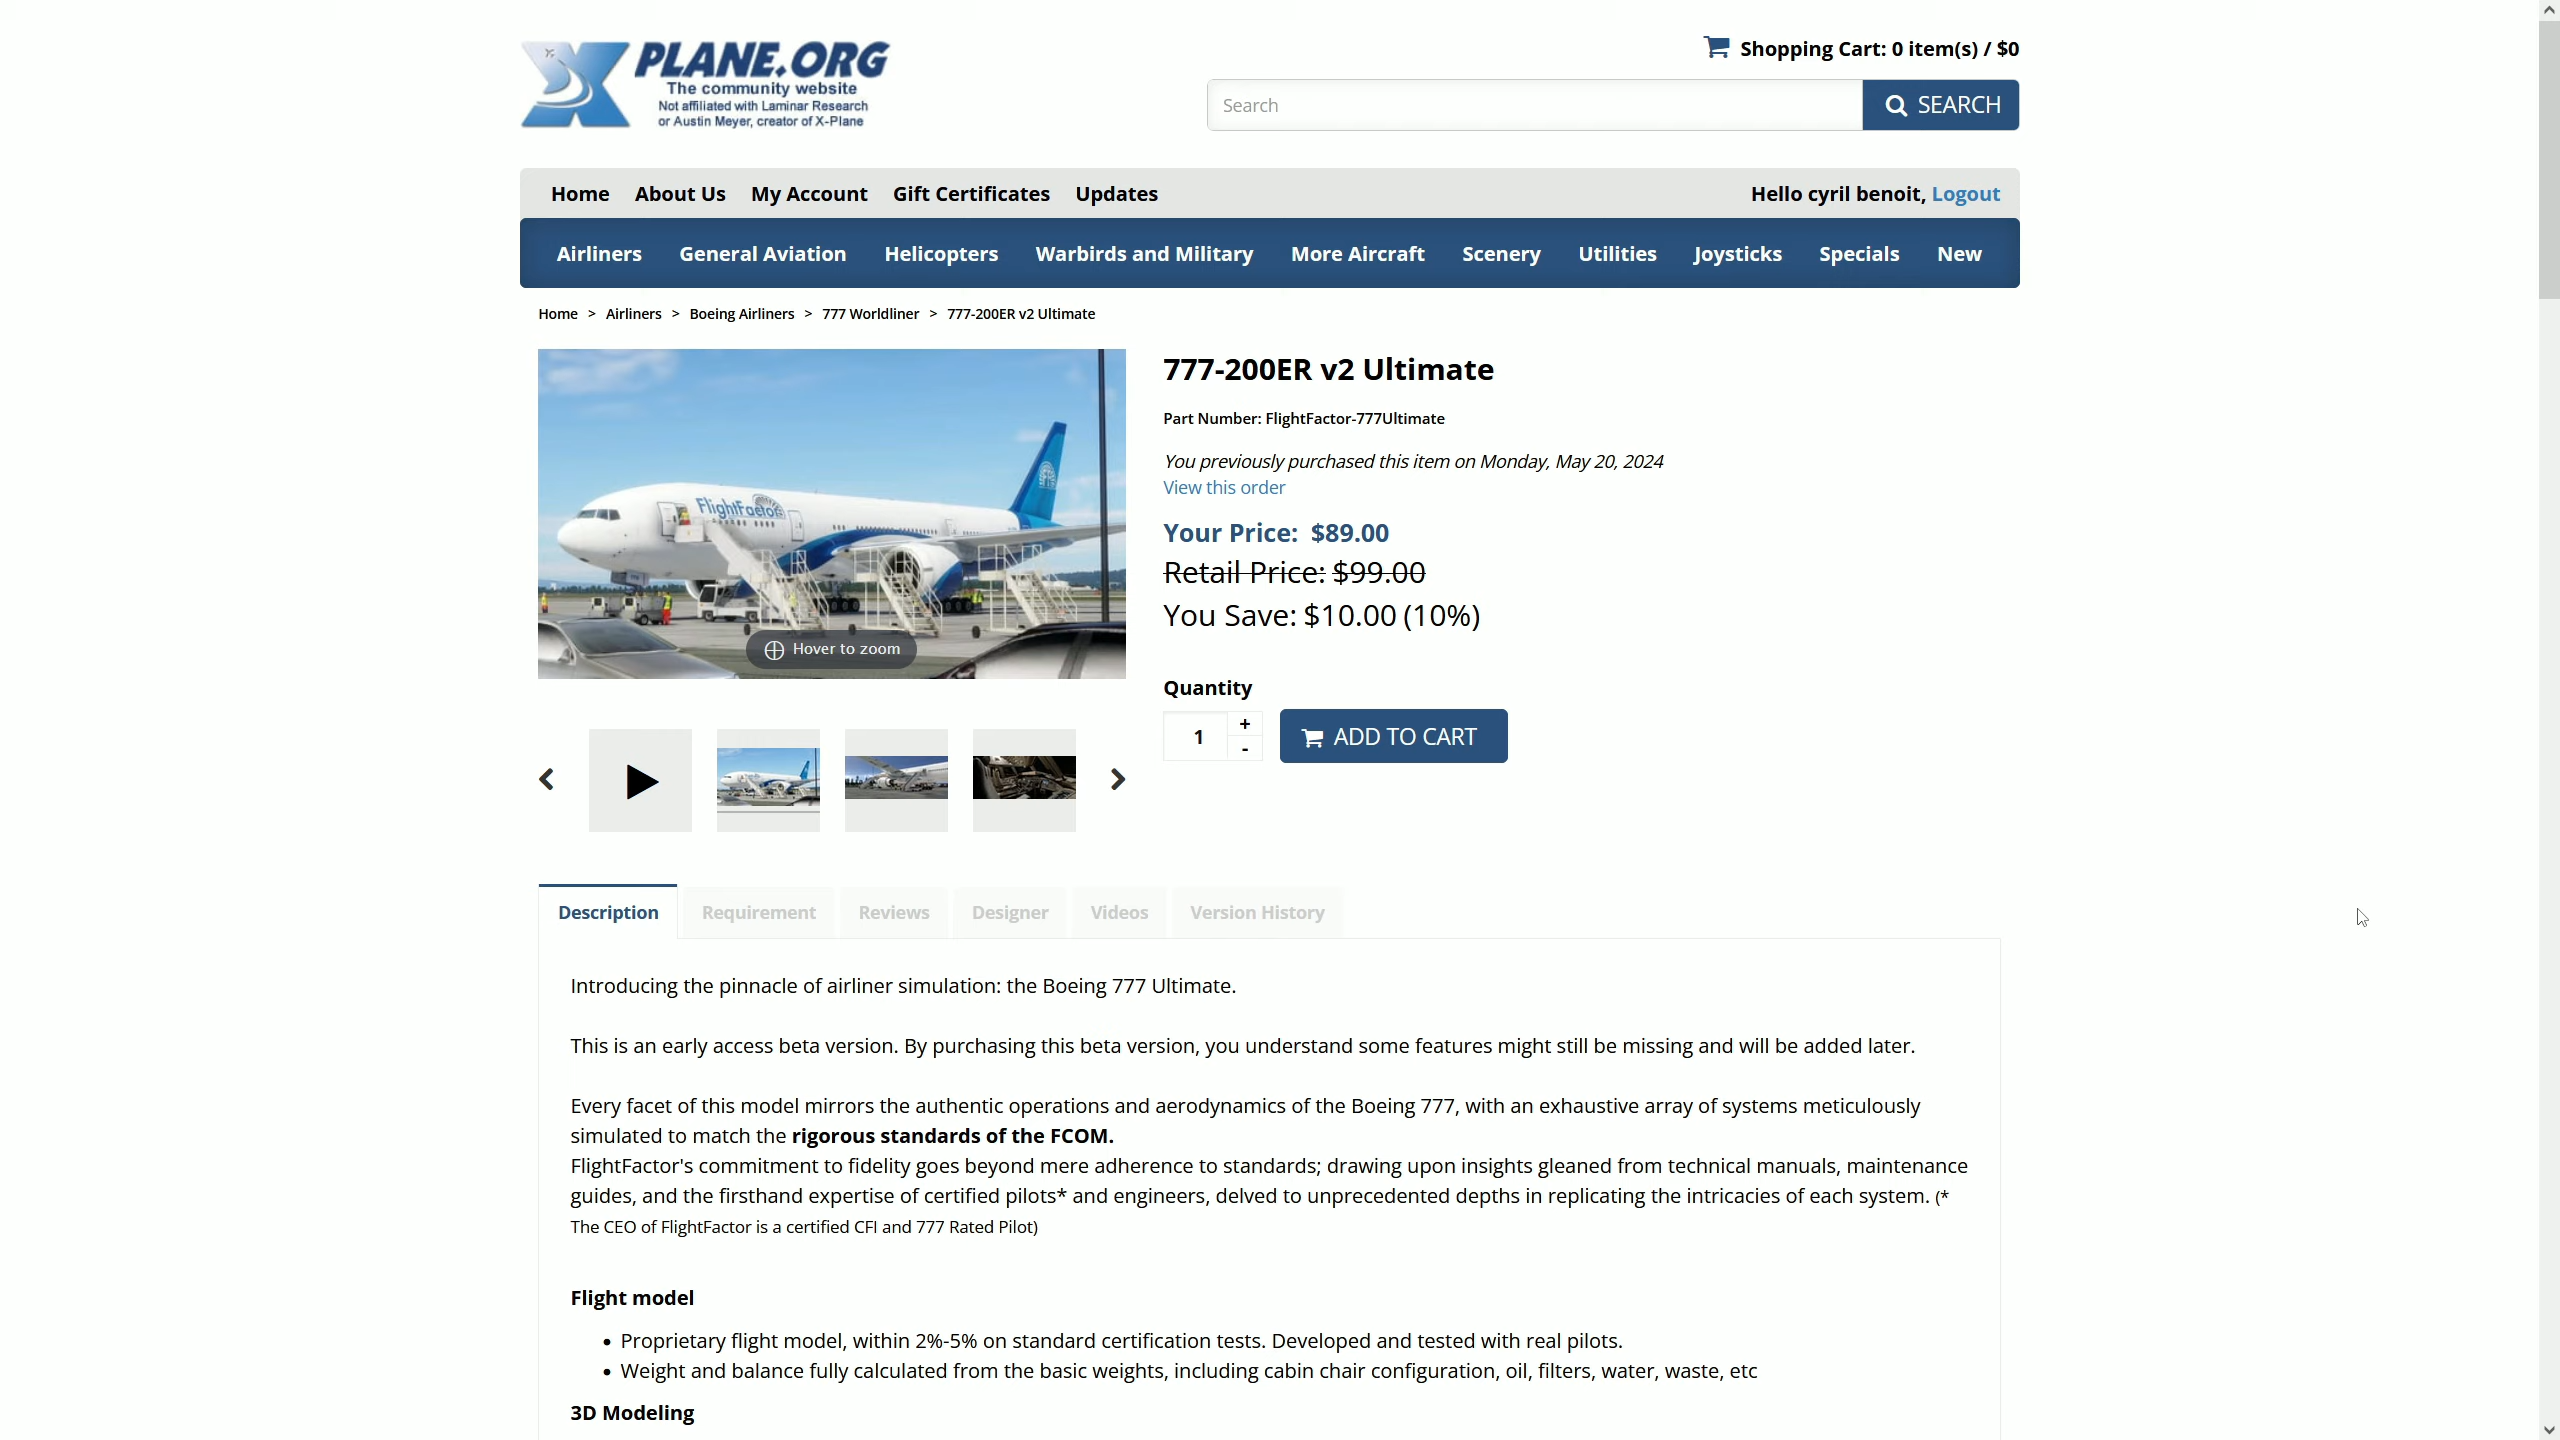 PLANE.ORG
The community website
Not affiliated with Laminar Research
or Austin Meyer, creator of X-Plane
Shopping Cart: 0 item(s) / $0
Search
SEARCH
Home About Us My Account Gift Certificates Updates
Hello cyril benoit, Logout
Airliners General Aviation Helicopters Warbirds and Military More Aircraft Scenery Utilities Joysticks Specials New
Home > Airliners > Boeing Airliners > 777 Worldliner > 777-200ER v2 Ultimate
FlightFactor
Hover to zoom
777-200ER v2 Ultimate
Part Number: FlightFactor-777Ultimate
You previously purchased this item on Monday, May 20, 2024
View this order
Your Price: $89.00
Retail Price: $99.00
You Save: $10.00 (10%)
Quantity
1 + -
ADD TO CART
Description Requirement Reviews Designer Videos Version History
Introducing the pinnacle of airliner simulation: the Boeing 777 Ultimate.
This is an early access beta version. By purchasing this beta version, you understand some features might still be missing and will be added later.
Every facet of this model mirrors the authentic operations and aerodynamics of the Boeing 777, with an exhaustive array of systems meticulously
simulated to match the rigorous standards of the FCOM.
FlightFactor's commitment to fidelity goes beyond mere adherence to standards; drawing upon insights gleaned from technical manuals, maintenance
guides, and the firsthand expertise of certified pilots* and engineers, delved to unprecedented depths in replicating the intricacies of each system. (*
The CEO of FlightFactor is a certified CFI and 777 Rated Pilot)
Flight model
• Proprietary flight model, within 2%-5% on standard certification tests. Developed and tested with real pilots.
• Weight and balance fully calculated from the basic weights, including cabin chair configuration, oil, filters, water, waste, etc
3D Modeling